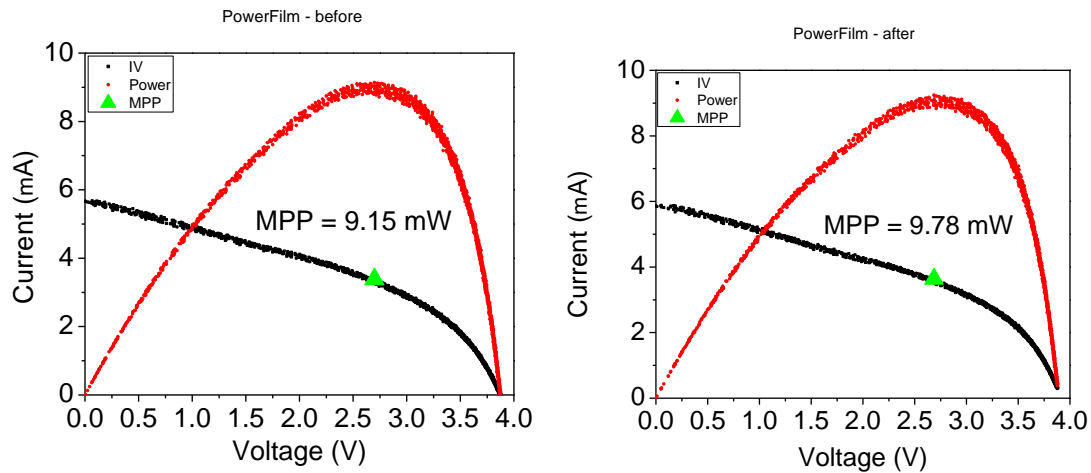 PowerFilm - before
IV
Power
MPP
MPP = 9.15 mW
Current (mA)
10
8
6
4
2
0
0.0 0.5 1.0 1.5 2.0 2.5 3.0 3.5 4.0
Voltage (V)
PowerFilm - after
IV
Power
MPP
MPP = 9.78 mW
Current (mA)
10
8
6
4
2
0
0.0 0.5 1.0 1.5 2.0 2.5 3.0 3.5 4.0
Voltage (V)